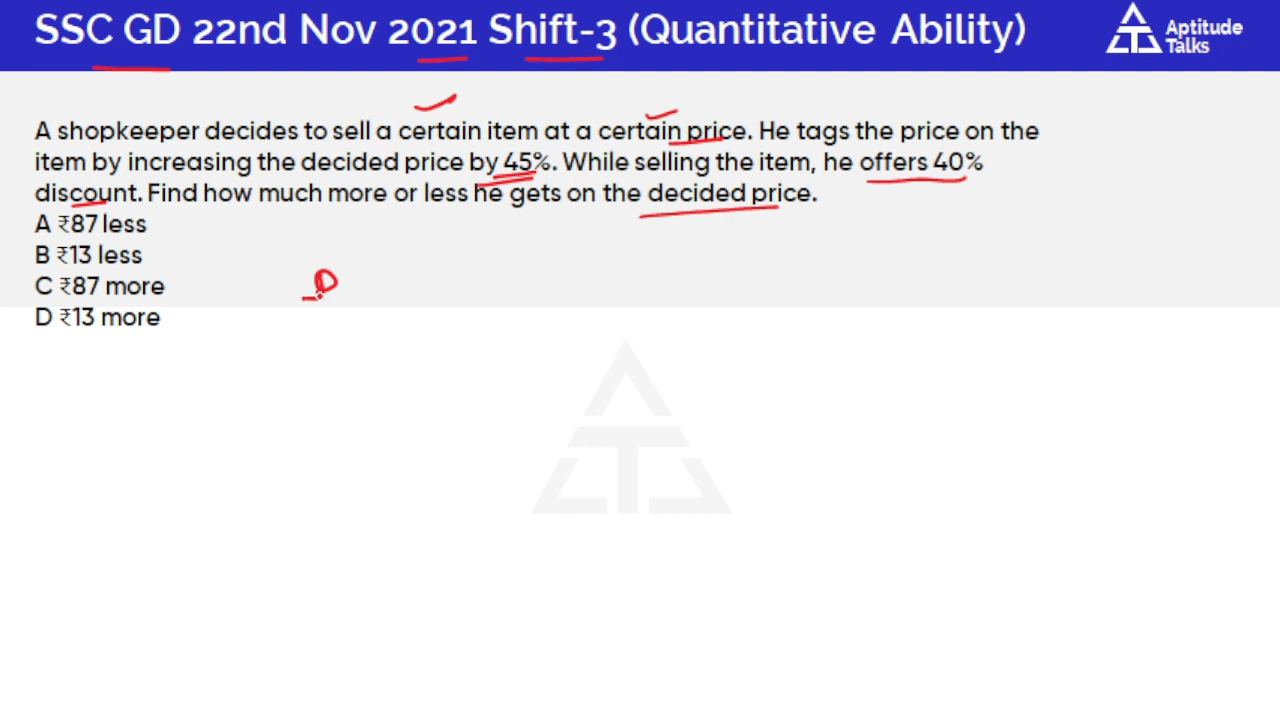 SSC GD 22nd Nov 2021 Shift-3 (Quantitative Ability)
Aptitude
Talks
A shopkeeper decides to sell a certain item at a certain price. He tags the price on the
item by increasing the decided price by 45%. While selling the item, he offers 40%
discount. Find how much more or less he gets on the decided price.
A ₹87 less
B ₹13 less
C ₹87 more
D ₹13 more